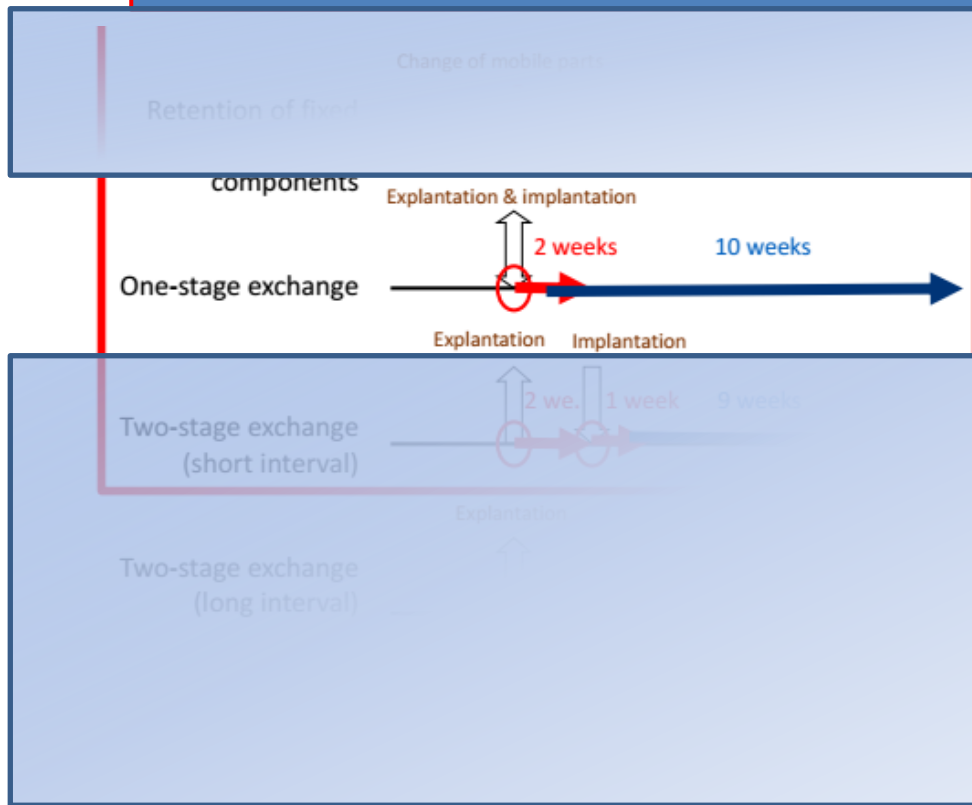 Change of mobile parts
Retention of fixed
components
Explantation & implantation
2 weeks
10 weeks
One-stage exchange
Explantation
Implantation
2 we.
1 week
9 weeks
Two-stage exchange
(short interval)
Explantation
Two-stage exchange
(long interval)